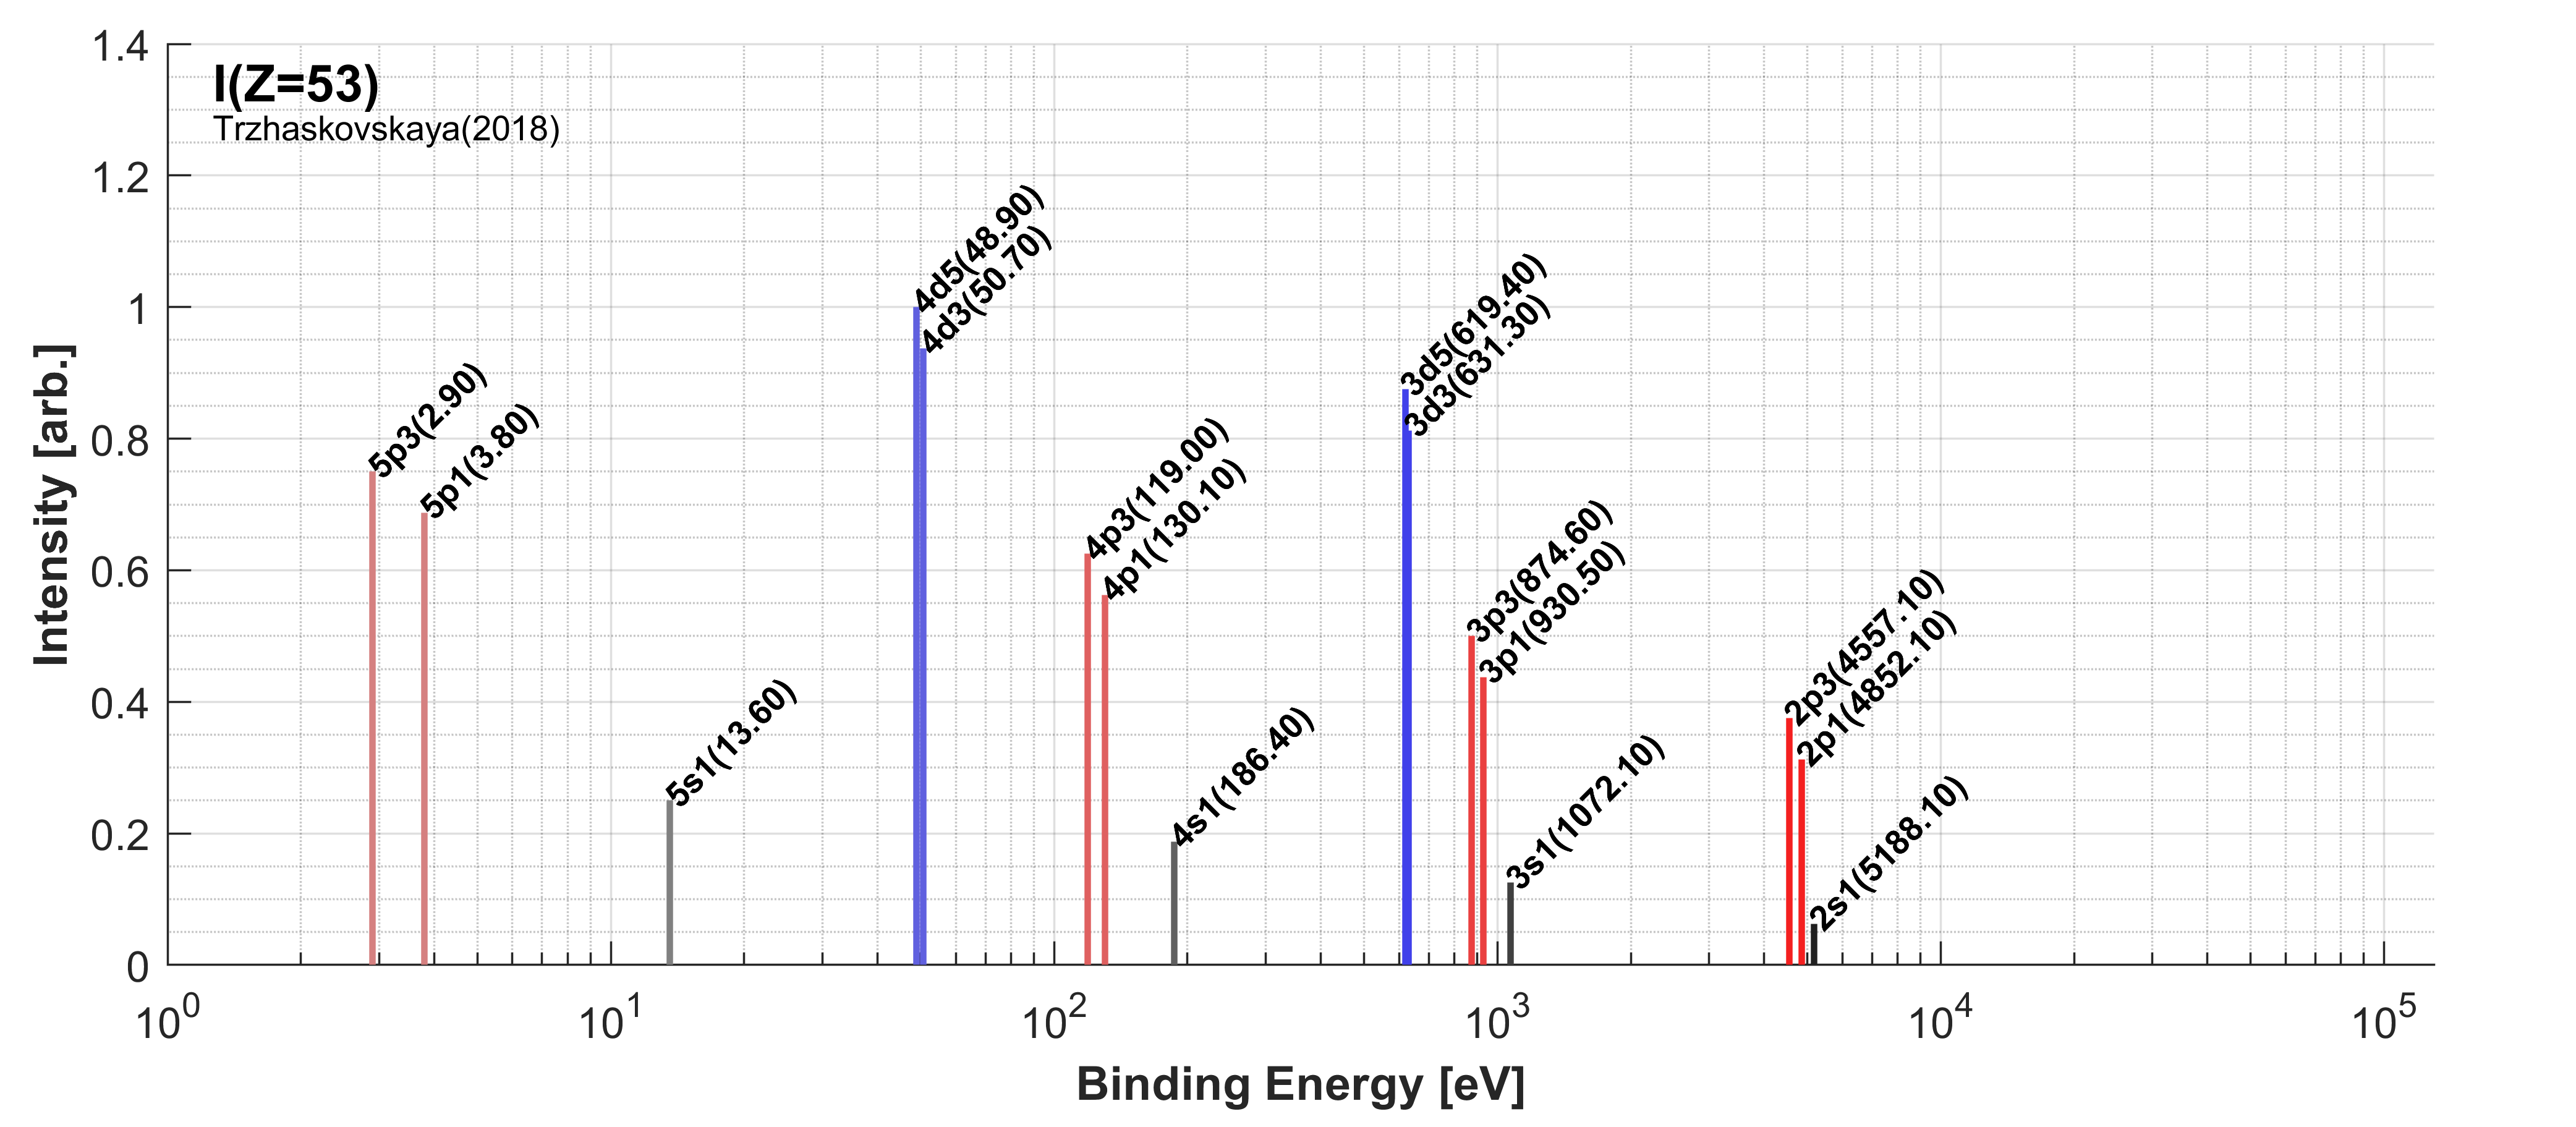 I(Z=53)
Trzhaskovskaya(2018)
Intensity [arb.]
1.4
1.2
1
0.8
0.6
0.4
0.2
0
5p3(2.90)
5p1(3.80)
5s1(13.60)
4d5(48.90)
4d3(50.70)
4p3(119.00)
4p1(130.10)
4s1(186.40)
3d5(619.40)
3d3(631.30)
3p3(874.60)
3p1(930.50)
3s1(1072.10)
2p3(4557.10)
2p1(4852.10)
2s1(5188.10)
10^0 10^1 10^2 10^3 10^4 10^5
Binding Energy [eV]